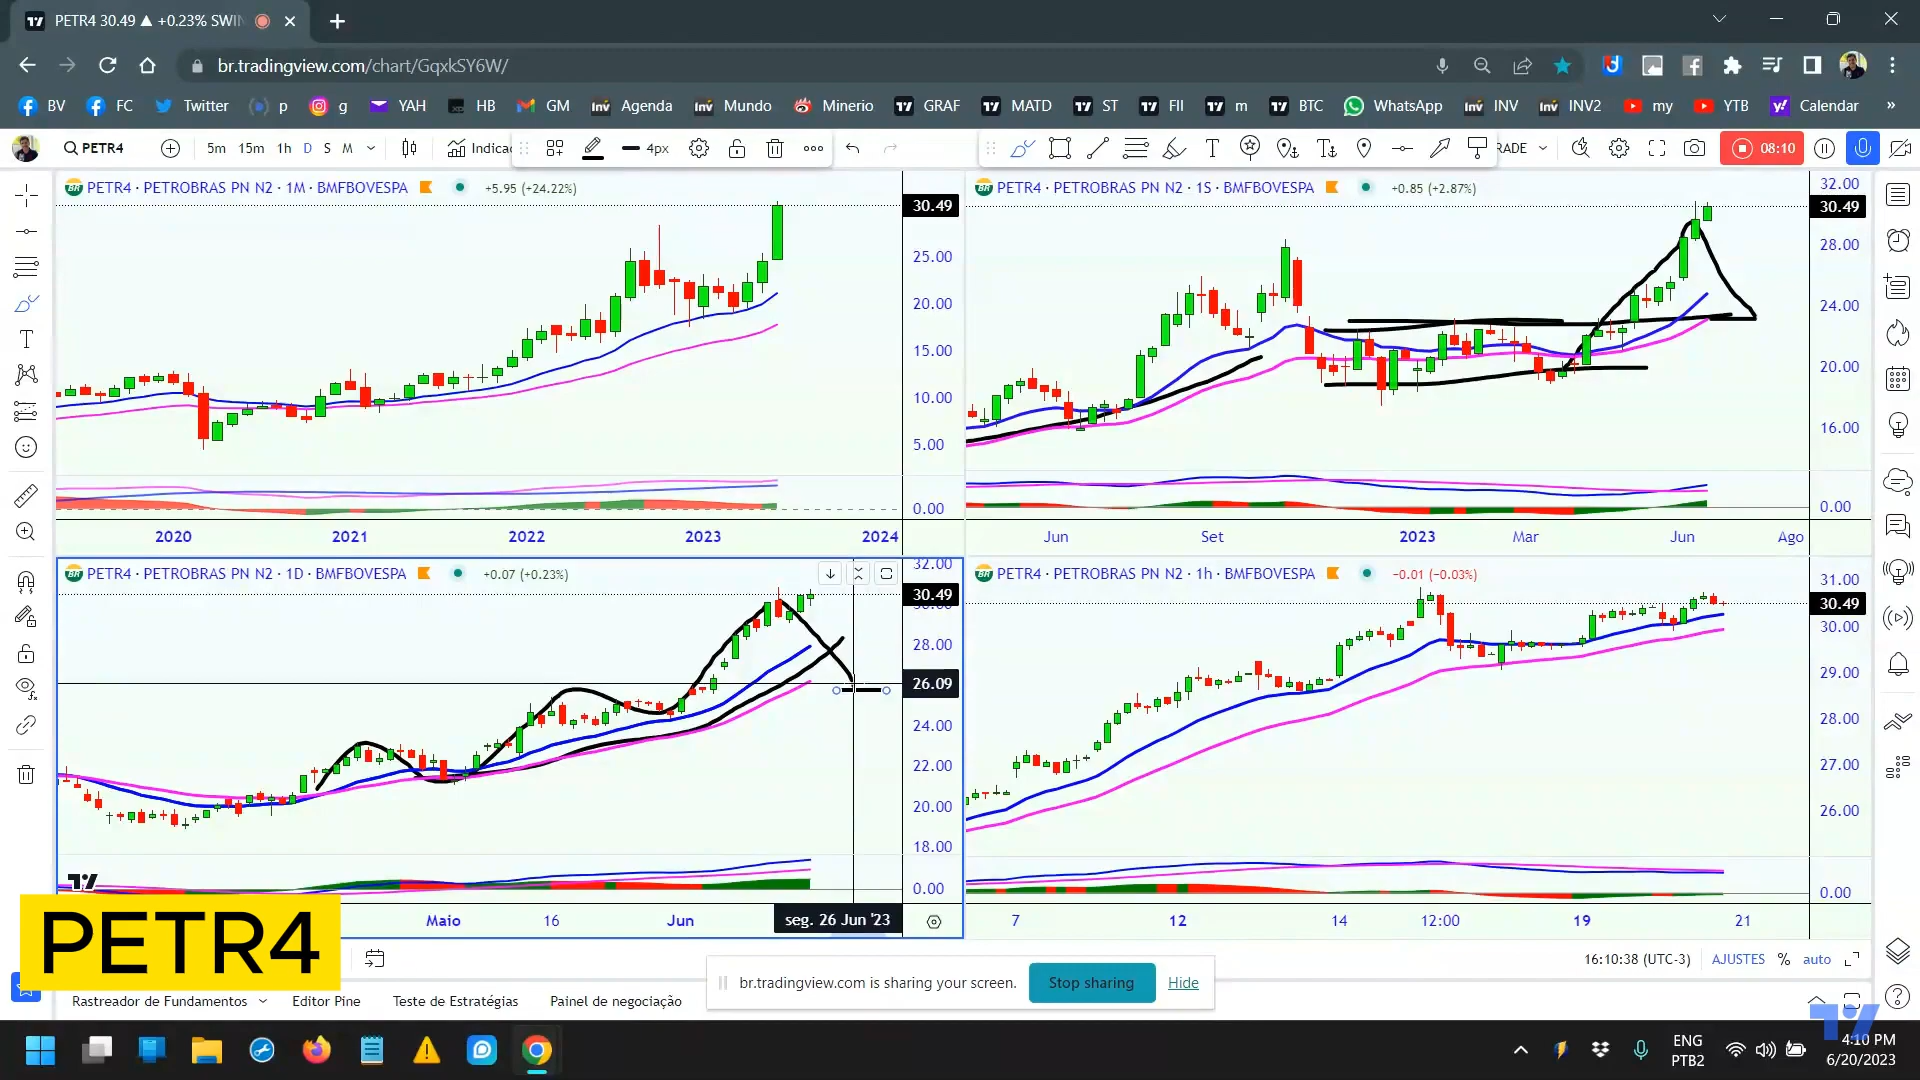 PETR4 30.49 ▲ +0.23% SWIN
br.tradingview.com/chart/GqxkSY6W/
BV FC Twitter p g YAH HB GM Agenda Mundo Minerio GRAF MATD ST FII m BTC WhatsApp INV INV2 my YTB Calendar »
PETR4 5m 15m 1h D S M Indica 4px RADE 08:10
PETR4 · PETROBRAS PN N2 · 1M · BMFBOVESPA +5.95 (+24.22%)
30.49
25.00
20.00
15.00
10.00
5.00
0.00
2020 2021 2022 2023 2024
PETR4 · PETROBRAS PN N2 · 1S · BMFBOVESPA +0.85 (+2.87%)
32.00
30.49
28.00
24.00
20.00
16.00
0.00
Jun Set 2023 Mar Jun Ago
PETR4 · PETROBRAS PN N2 · 1D · BMFBOVESPA +0.07 (+0.23%)
32.00
30.49
28.00
26.09
24.00
22.00
20.00
18.00
0.00
Maio 16 Jun seg. 26 Jun '23
PETR4 · PETROBRAS PN N2 · 1h · BMFBOVESPA −0.01 (−0.03%)
31.00
30.49
30.00
29.00
28.00
27.00
26.00
0.00
7 12 14 12:00 19 21
PETR4
16:10:38 (UTC-3) AJUSTES % auto
br.tradingview.com is sharing your screen. Stop sharing Hide
Rastreador de Fundamentos Editor Pine Teste de Estratégias Painel de negociação
ENG
PTB2
4:10 PM
6/20/2023